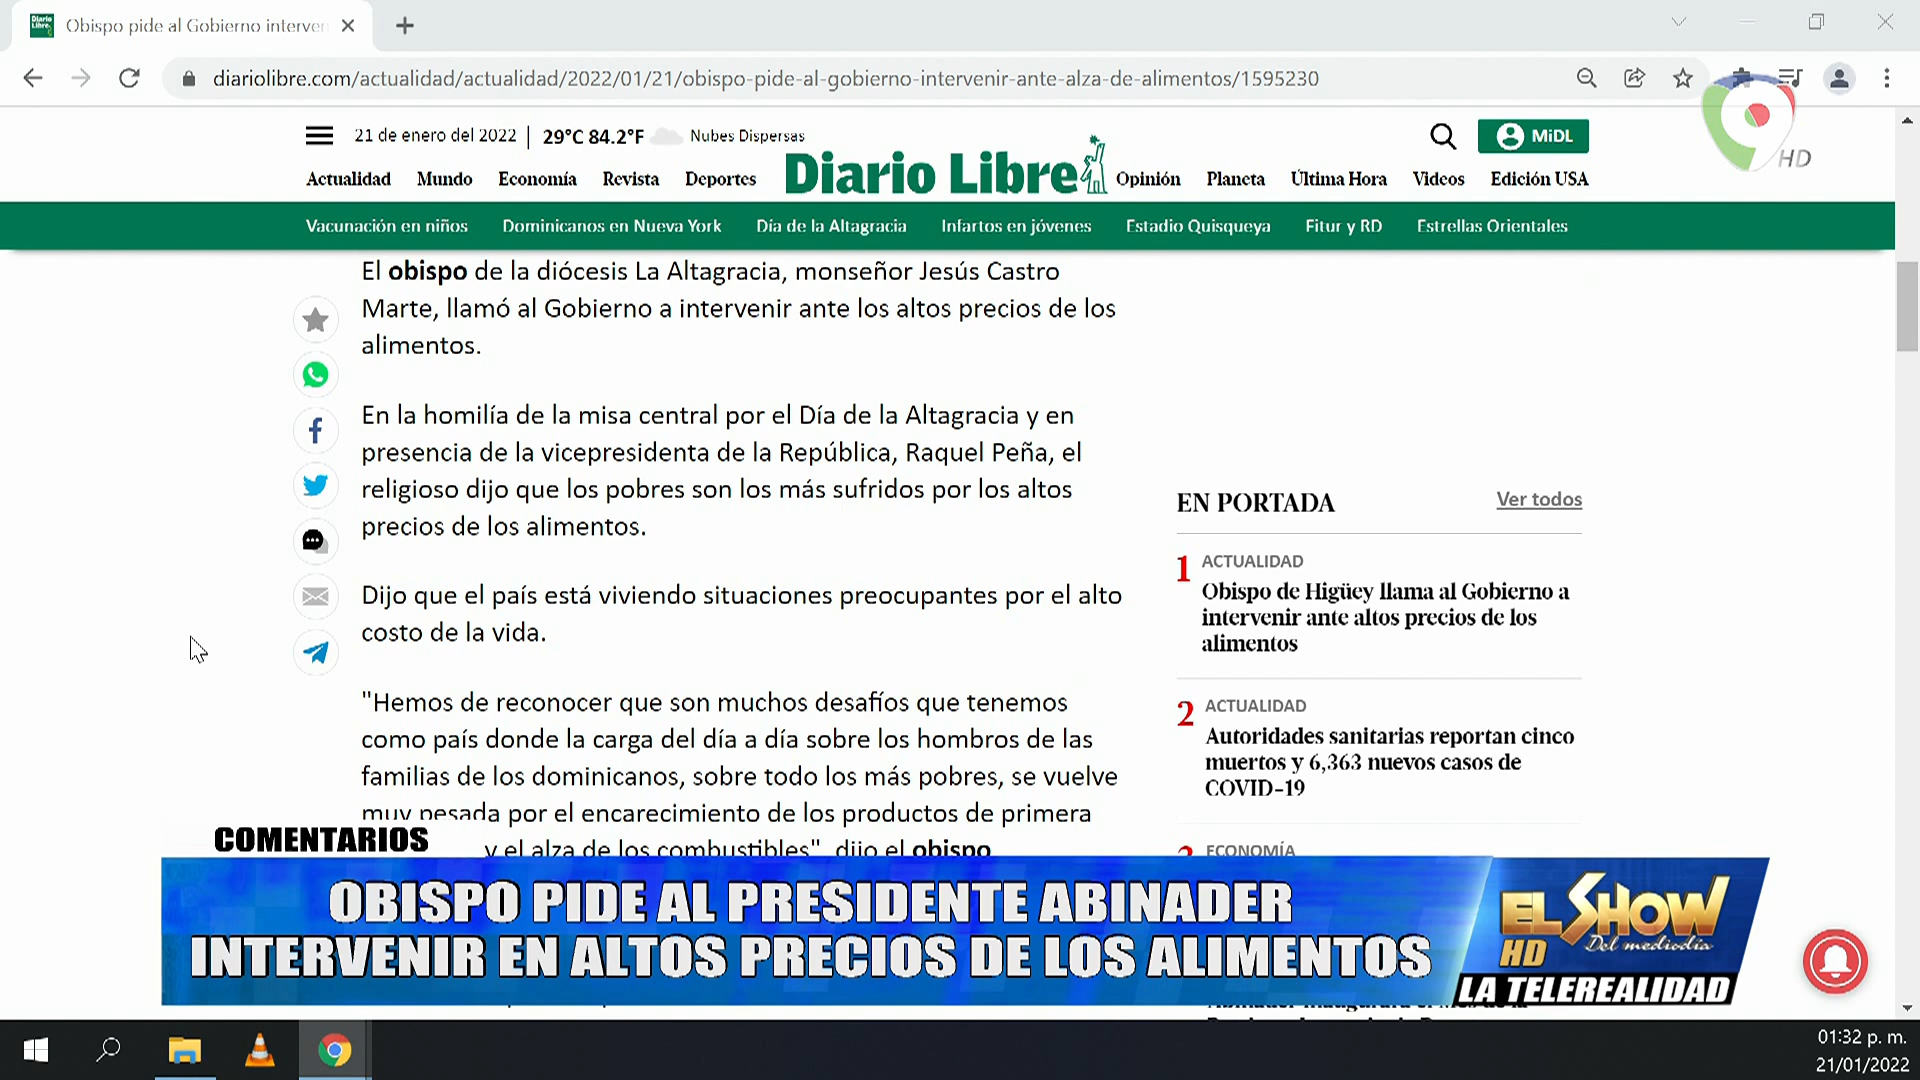 Diario Libre.
Obispo pide al Gobierno interven
diariolibre.com/actualidad/actualidad/2022/01/21/obispo-pide-al-gobierno-intervenir-ante-alza-de-alimentos/1595230
HD
21 de enero del 2022 | 29°C 84.2°F Nubes Dispersas
MiDL
Actualidad Mundo Economía Revista Deportes Diario Libre Opinión Planeta Última Hora Videos Edición USA
Vacunación en niños Dominicanos en Nueva York Día de la Altagracia Infartos en jóvenes Estadio Quisqueya Fitur y RD Estrellas Orientales
El obispo de la diócesis La Altagracia, monseñor Jesús Castro
Marte, llamó al Gobierno a intervenir ante los altos precios de los
alimentos.
En la homilía de la misa central por el Día de la Altagracia y en
presencia de la vicepresidenta de la República, Raquel Peña, el
religioso dijo que los pobres son los más sufridos por los altos
precios de los alimentos.
Dijo que el país está viviendo situaciones preocupantes por el alto
costo de la vida.
"Hemos de reconocer que son muchos desafíos que tenemos
como país donde la carga del día a día sobre los hombros de las
familias de los dominicanos, sobre todo los más pobres, se vuelve
muy pesada por el encarecimiento de los productos de primera
y el alza de los combustibles", dijo el obispo
EN PORTADA Ver todos
1 ACTUALIDAD
Obispo de Higüey llama al Gobierno a
intervenir ante altos precios de los
alimentos
2 ACTUALIDAD
Autoridades sanitarias reportan cinco
muertos y 6,363 nuevos casos de
COVID-19
3 ECONOMÍA
COMENTARIOS
OBISPO PIDE AL PRESIDENTE ABINADER
INTERVENIR EN ALTOS PRECIOS DE LOS ALIMENTOS
EL SHOW
HD Del mediodía
LA TELEREALIDAD
01:32 p. m.
21/01/2022